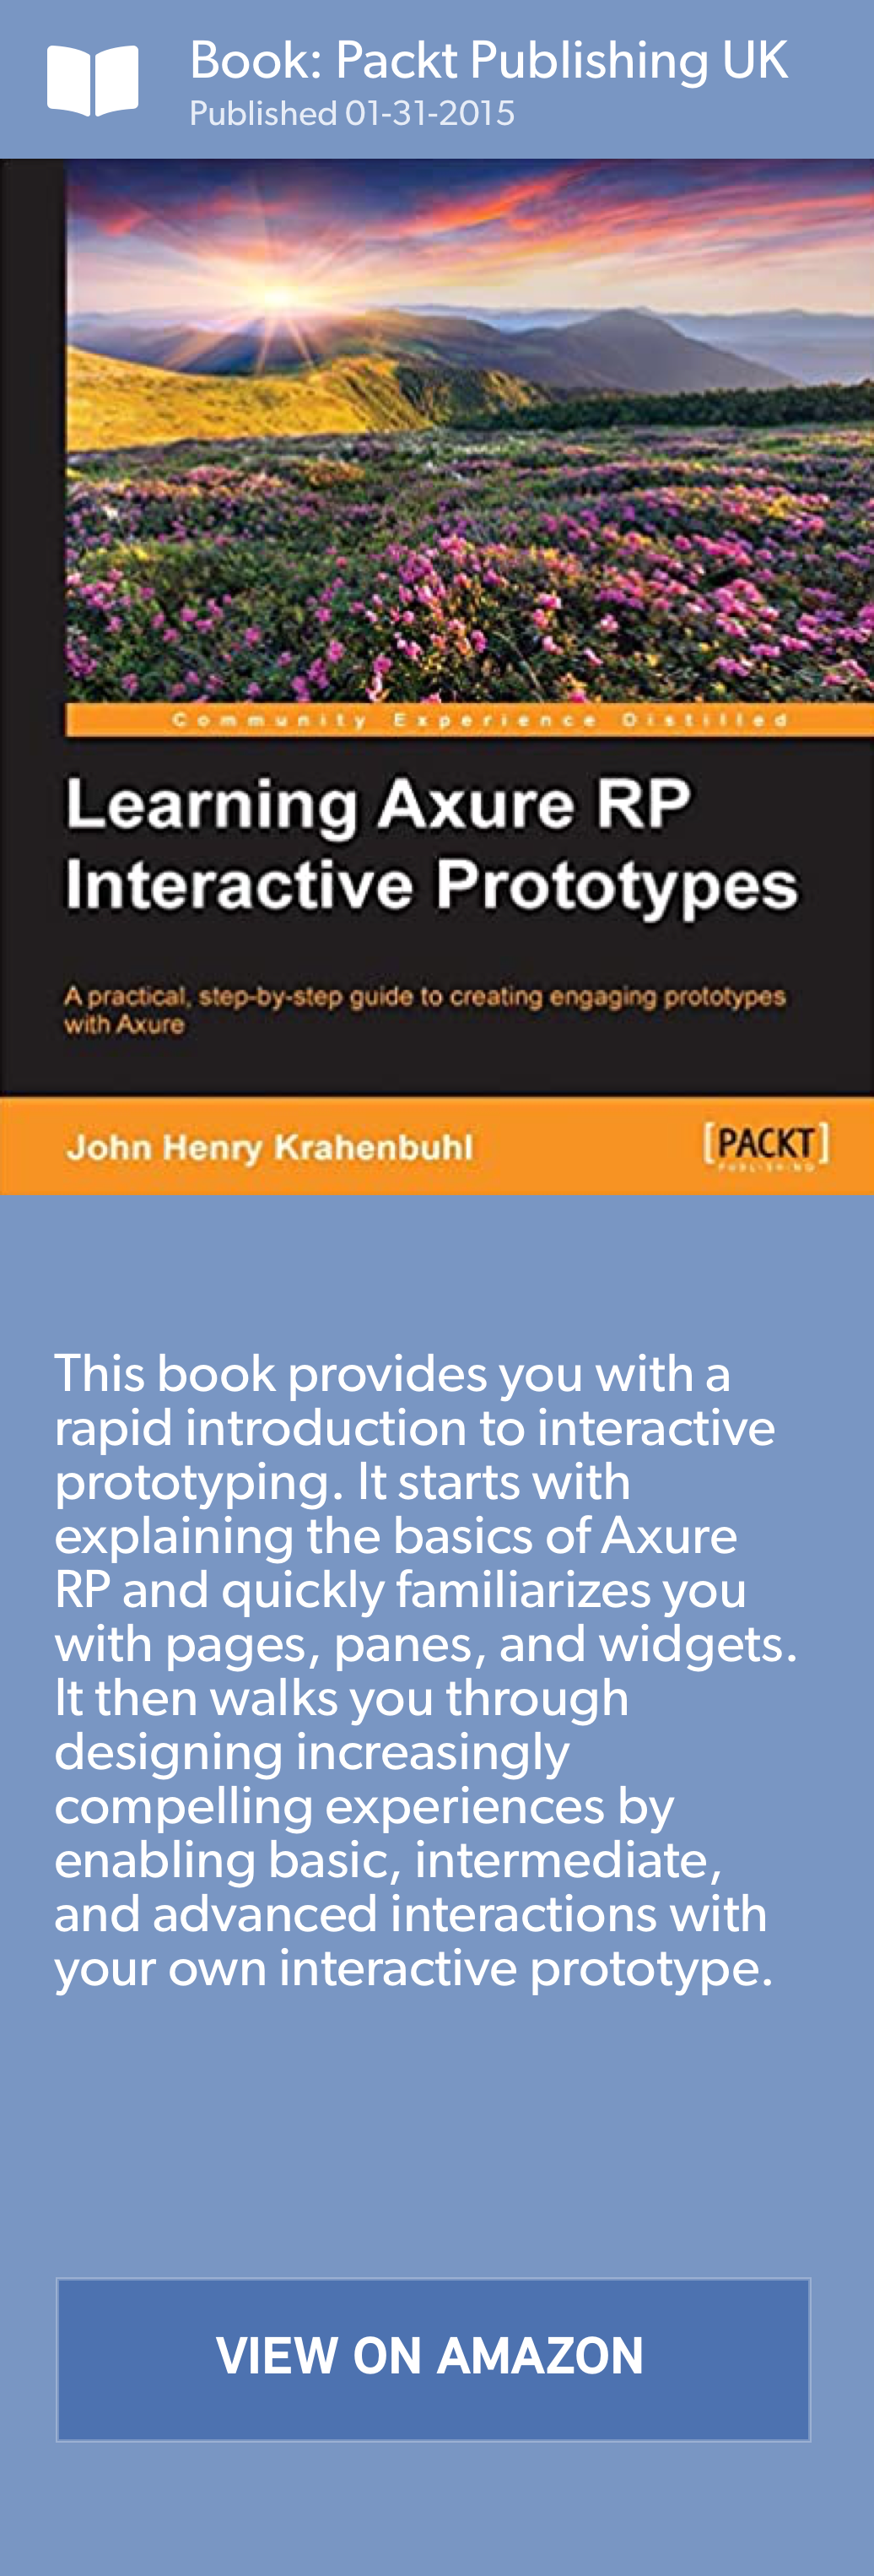 Book: Packt Publishing UK
Published 01-31-2015
Community Experience Distilled
Learning Axure RP
Interactive Prototypes
A practical, step-by-step guide to creating engaging prototypes
with Axure
John Henry Krahenbuhl
[PACKT]
PUBLISHING
This book provides you with a
rapid introduction to interactive
prototyping. It starts with
explaining the basics of Axure
RP and quickly familiarizes you
with pages, panes, and widgets.
It then walks you through
designing increasingly
compelling experiences by
enabling basic, intermediate,
and advanced interactions with
your own interactive prototype.
VIEW ON AMAZON